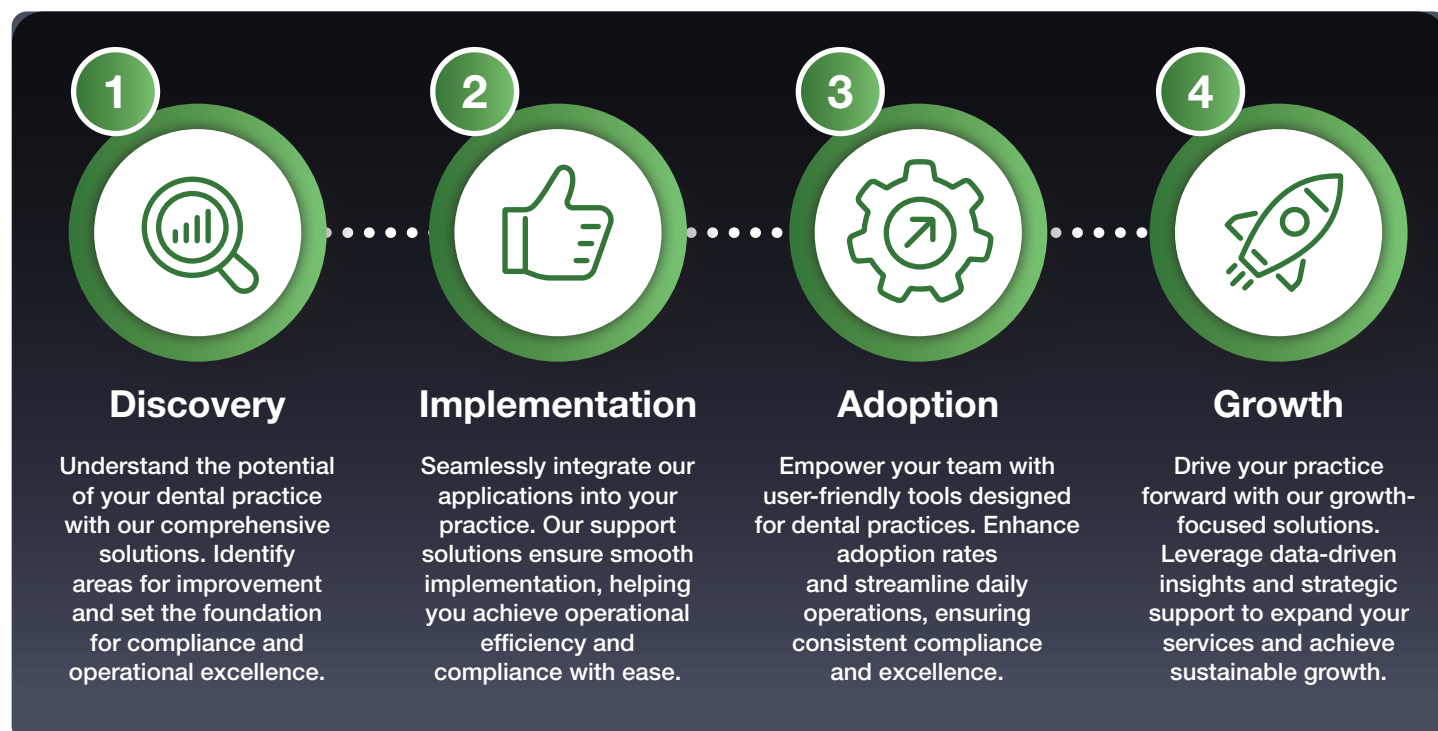 1
Discovery
Understand the potential
of your dental practice
with our comprehensive
solutions. Identify
areas for improvement
and set the foundation
for compliance and
operational excellence.
2
Implementation
Seamlessly integrate our
applications into your
practice. Our support
solutions ensure smooth
implementation, helping
you achieve operational
efficiency and
compliance with ease.
3
Adoption
Empower your team with
user-friendly tools designed
for dental practices. Enhance
adoption rates
and streamline daily
operations, ensuring
consistent compliance
and excellence.
4
Growth
Drive your practice
forward with our growth-
focused solutions.
Leverage data-driven
insights and strategic
support to expand your
services and achieve
sustainable growth.